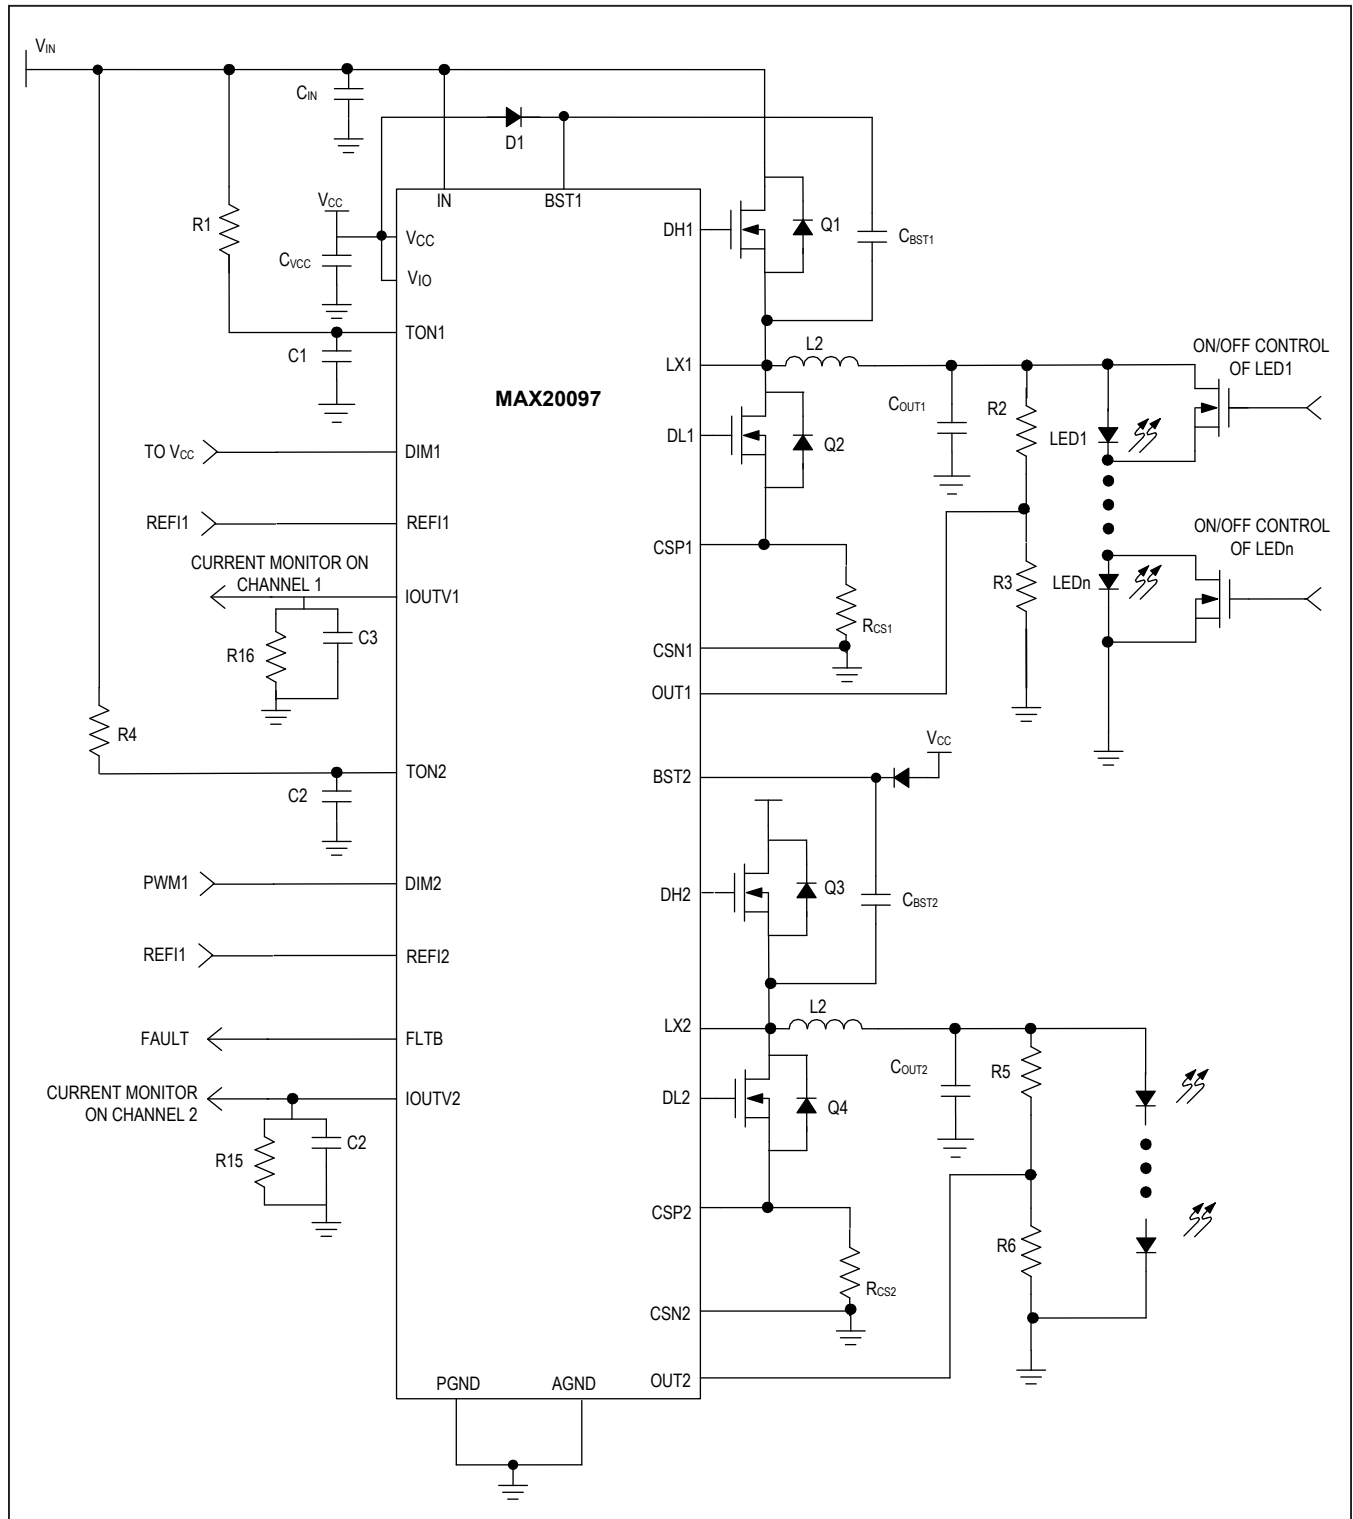 VIN
CIN
D1
IN
BST1
R1
VCC
CVCC
VCC
VIO
DH1
Q1
CBST1
TON1
C1
LX1
L2
ON/OFF CONTROL
OF LED1
MAX20097
COUT1
R2
LED1
DL1
Q2
TO VCC
DIM1
REFI1
REFI1
CSP1
ON/OFF CONTROL
OF LEDn
CURRENT MONITOR ON
CHANNEL 1
IOUTV1
R3
LEDn
RCS1
R16
C3
CSN1
OUT1
R4
VCC
TON2
BST2
C2
PWM1
DIM2
DH2
Q3
CBST2
REFI1
REFI2
L2
LX2
FAULT
FLTB
COUT2
R5
CURRENT MONITOR
ON CHANNEL 2
IOUTV2
DL2
Q4
R15
C2
CSP2
R6
RCS2
CSN2
OUT2
PGND
AGND